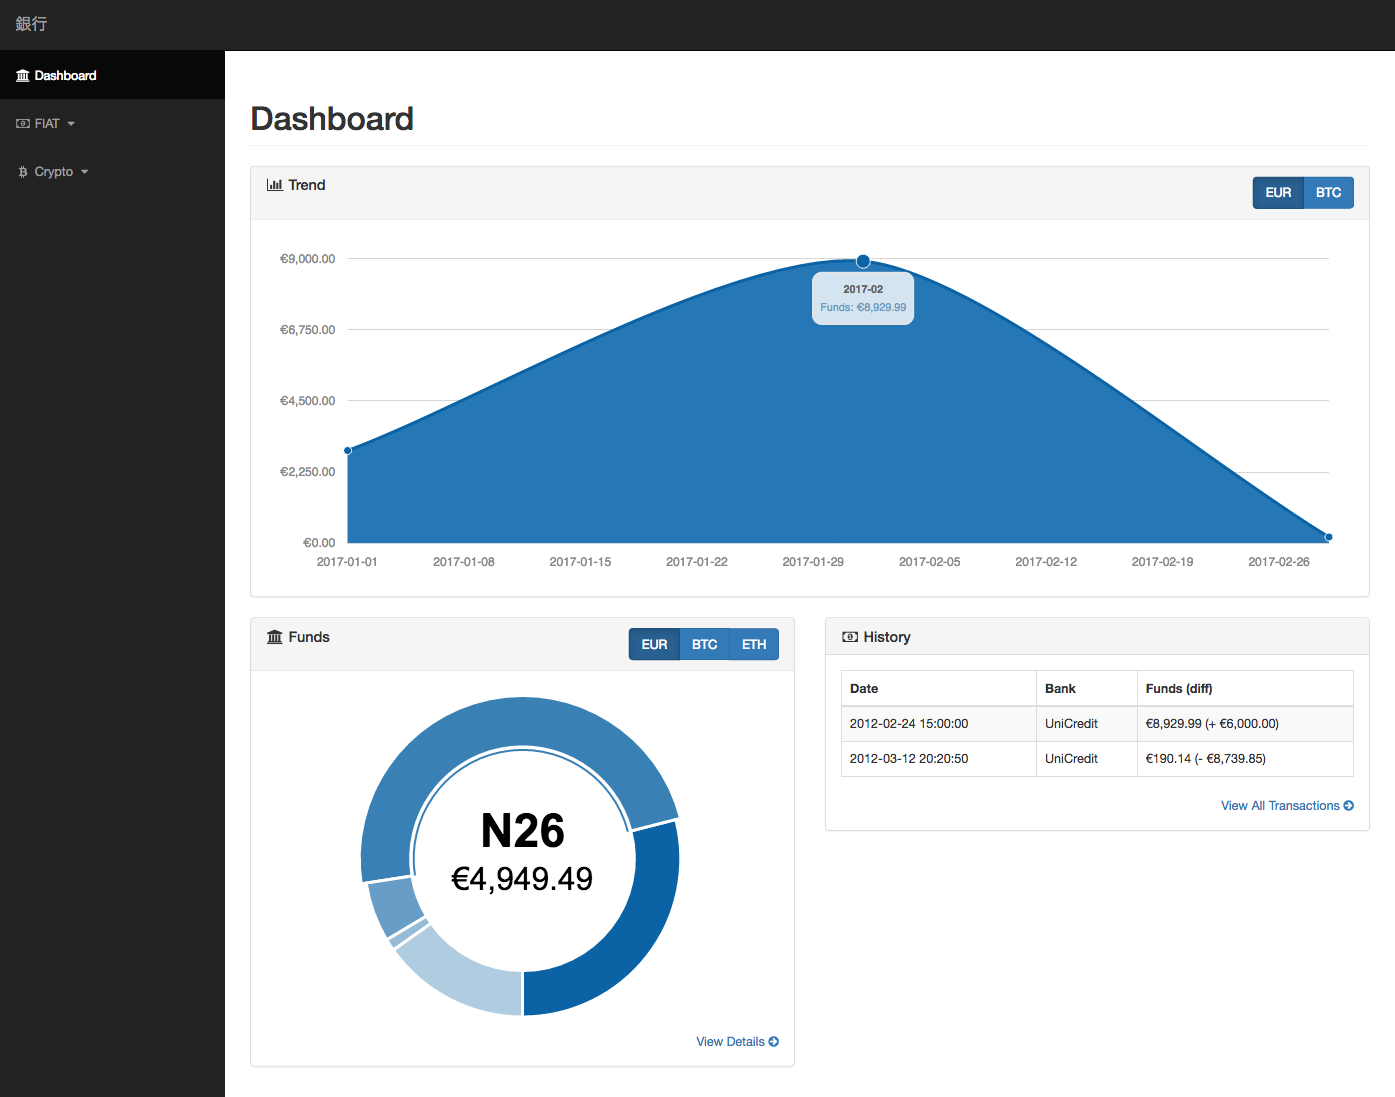 銀行
Dashboard
FIAT
Crypto
Dashboard
Trend
EUR BTC
€9,000.00
€6,750.00
€4,500.00
€2,250.00
€0.00
2017-02
Funds: €8,929.99
2017-01-01 2017-01-08 2017-01-15 2017-01-22 2017-01-29 2017-02-05 2017-02-12 2017-02-19 2017-02-26
Funds
EUR BTC ETH
N26
€4,949.49
View Details
History
Date Bank Funds (diff)
2012-02-24 15:00:00 UniCredit €8,929.99 (+ €6,000.00)
2012-03-12 20:20:50 UniCredit €190.14 (- €8,739.85)
View All Transactions